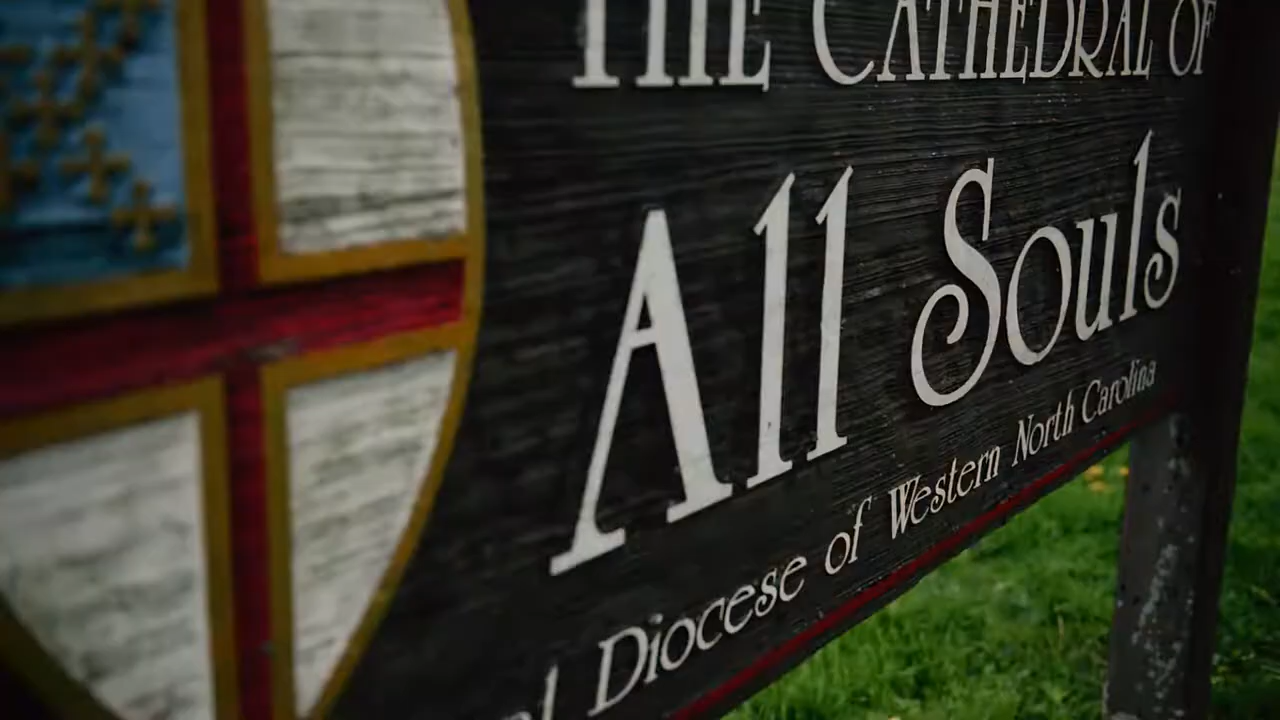 THE CATHEDRAL OF
All Souls
Diocese of Western North Carolina